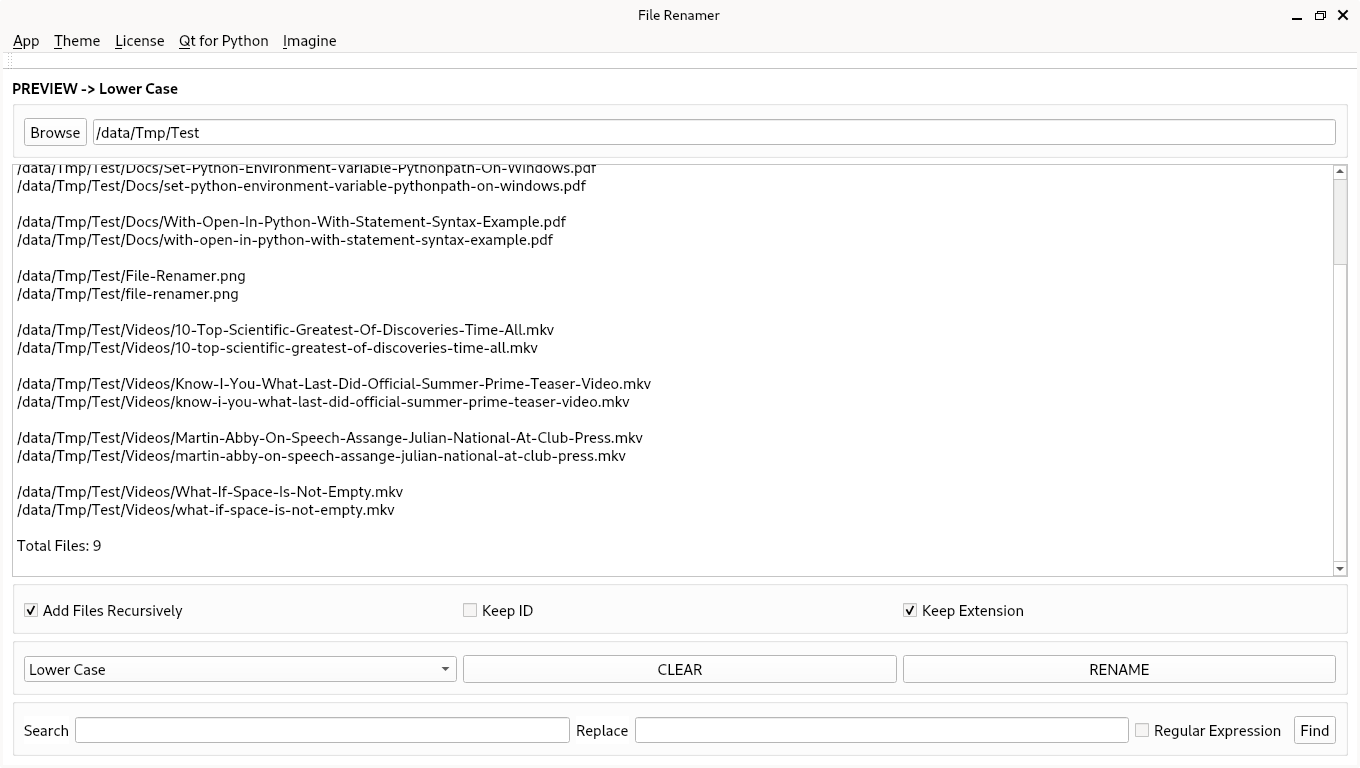 File Renamer
App Theme License Qt for Python Imagine
PREVIEW -> Lower Case
Browse /data/Tmp/Test
/data/Tmp/Test/Docs/Set-Python-Environment-Variable-Pythonpath-On-Windows.pdf
/data/Tmp/Test/Docs/set-python-environment-variable-pythonpath-on-windows.pdf
/data/Tmp/Test/Docs/With-Open-In-Python-With-Statement-Syntax-Example.pdf
/data/Tmp/Test/Docs/with-open-in-python-with-statement-syntax-example.pdf
/data/Tmp/Test/File-Renamer.png
/data/Tmp/Test/file-renamer.png
/data/Tmp/Test/Videos/10-Top-Scientific-Greatest-Of-Discoveries-Time-All.mkv
/data/Tmp/Test/Videos/10-top-scientific-greatest-of-discoveries-time-all.mkv
/data/Tmp/Test/Videos/Know-I-You-What-Last-Did-Official-Summer-Prime-Teaser-Video.mkv
/data/Tmp/Test/Videos/know-i-you-what-last-did-official-summer-prime-teaser-video.mkv
/data/Tmp/Test/Videos/Martin-Abby-On-Speech-Assange-Julian-National-At-Club-Press.mkv
/data/Tmp/Test/Videos/martin-abby-on-speech-assange-julian-national-at-club-press.mkv
/data/Tmp/Test/Videos/What-If-Space-Is-Not-Empty.mkv
/data/Tmp/Test/Videos/what-if-space-is-not-empty.mkv
Total Files: 9
Add Files Recursively Keep ID Keep Extension
Lower Case CLEAR RENAME
Search Replace Regular Expression Find